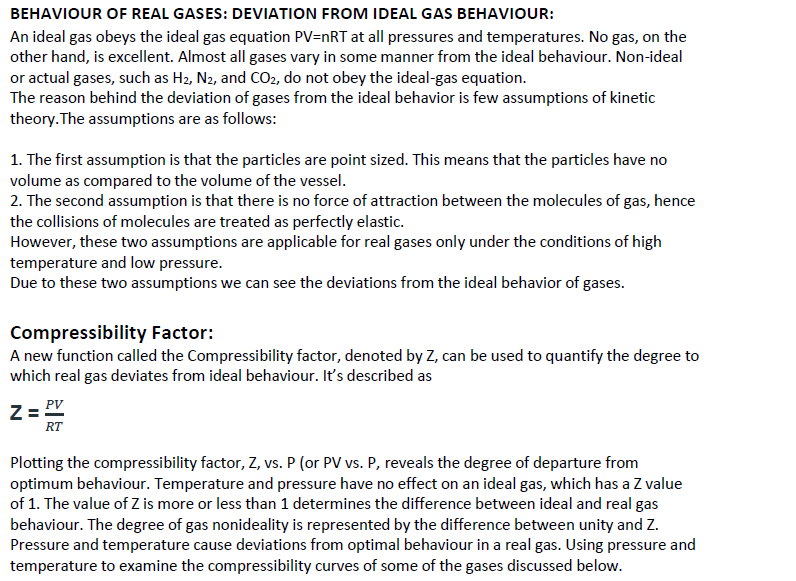 BEHAVIOUR OF REAL GASES: DEVIATION FROM IDEAL GAS BEHAVIOUR:
An ideal gas obeys the ideal gas equation PV=nRT at all pressures and temperatures. No gas, on the
other hand, is excellent. Almost all gases vary in some manner from the ideal behaviour. Non-ideal
or actual gases, such as H₂, N₂, and CO₂, do not obey the ideal-gas equation.
The reason behind the deviation of gases from the ideal behavior is few assumptions of kinetic
theory.The assumptions are as follows:
1. The first assumption is that the particles are point sized. This means that the particles have no
volume as compared to the volume of the vessel.
2. The second assumption is that there is no force of attraction between the molecules of gas, hence
the collisions of molecules are treated as perfectly elastic.
However, these two assumptions are applicable for real gases only under the conditions of high
temperature and low pressure.
Due to these two assumptions we can see the deviations from the ideal behavior of gases.
Compressibility Factor:
A new function called the Compressibility factor, denoted by Z, can be used to quantify the degree to
which real gas deviates from ideal behaviour. It's described as
Z = PV/RT
Plotting the compressibility factor, Z, vs. P (or PV vs. P, reveals the degree of departure from
optimum behaviour. Temperature and pressure have no effect on an ideal gas, which has a Z value
of 1. The value of Z is more or less than 1 determines the difference between ideal and real gas
behaviour. The degree of gas nonideality is represented by the difference between unity and Z.
Pressure and temperature cause deviations from optimal behaviour in a real gas. Using pressure and
temperature to examine the compressibility curves of some of the gases discussed below.